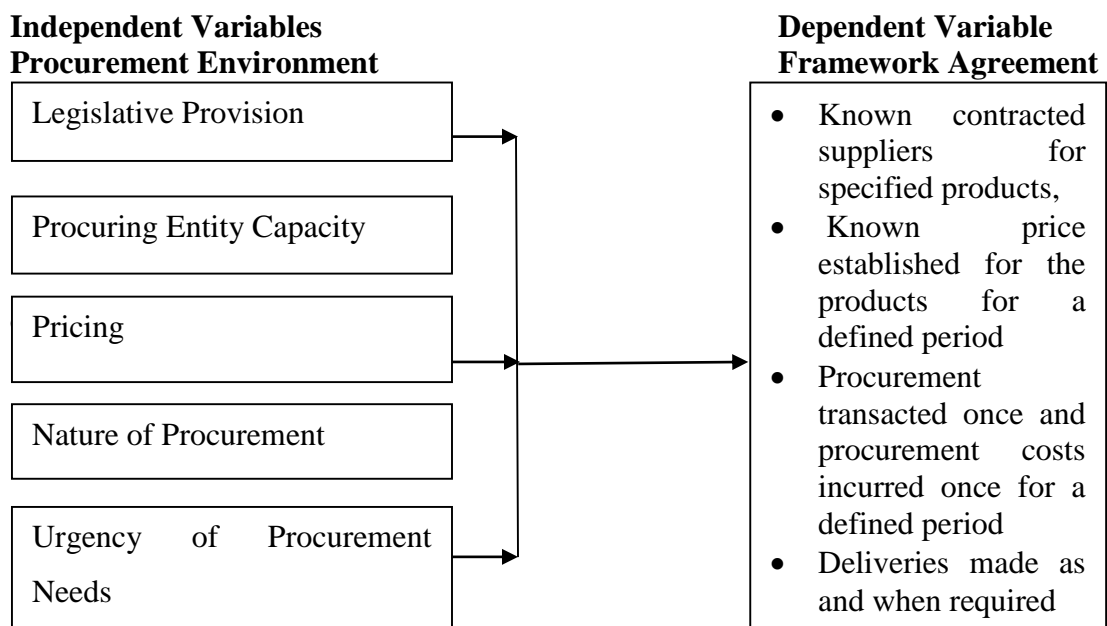 Independent Variables
Procurement Environment
Legislative Provision
Procuring Entity Capacity
Pricing
Nature of Procurement
Urgency of Procurement
Needs
Dependent Variable
Framework Agreement
• Known contracted
suppliers for
specified products,
• Known price
established for the
products for a
defined period
• Procurement
transacted once and
procurement costs
incurred once for a
defined period
• Deliveries made as
and when required